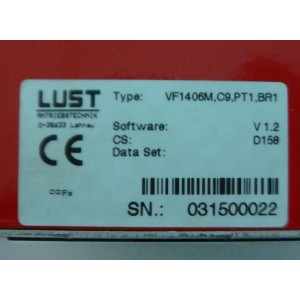 LUST
ANTRIEBSTECHNIK
D-35633 Lahnau
Type: VF1406M,C9,PT1,BR1
Software: V 1.2
CS: D158
Data Set:
CE
SN.: 031500022